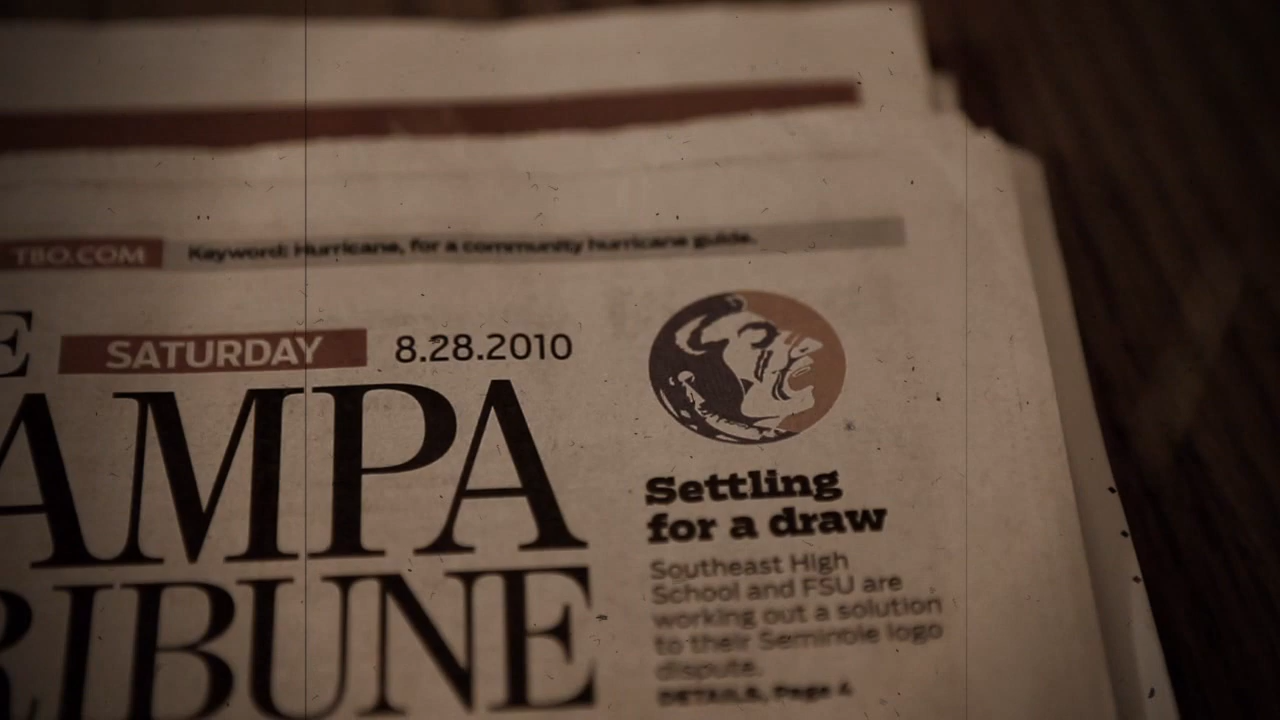 TBO.COM Keyword: Hurricane, for a community hurricane guide.
E SATURDAY 8.28.2010
AMPA
RIBUNE
Settling
for a draw
Southeast High
School and FSU are
working out a solution
to their Seminole logo
dispute.
DETAILS, Page 4